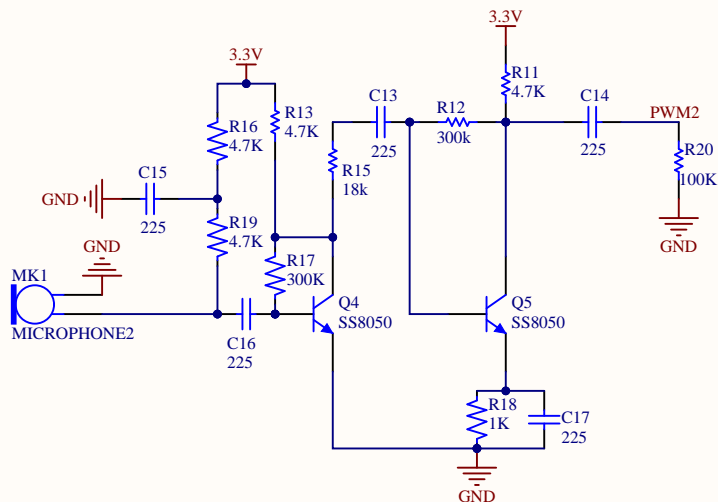 3.3V
3.3V
R11
4.7K
C13
225
R12
300k
C14
225
PWM2
R13
4.7K
R16
4.7K
R15
18k
R20
100K
GND
C15
225
GND
R19
4.7K
GND
MK1
MICROPHONE2
R17
300K
C16
225
Q4
SS8050
Q5
SS8050
R18
1K
C17
225
GND